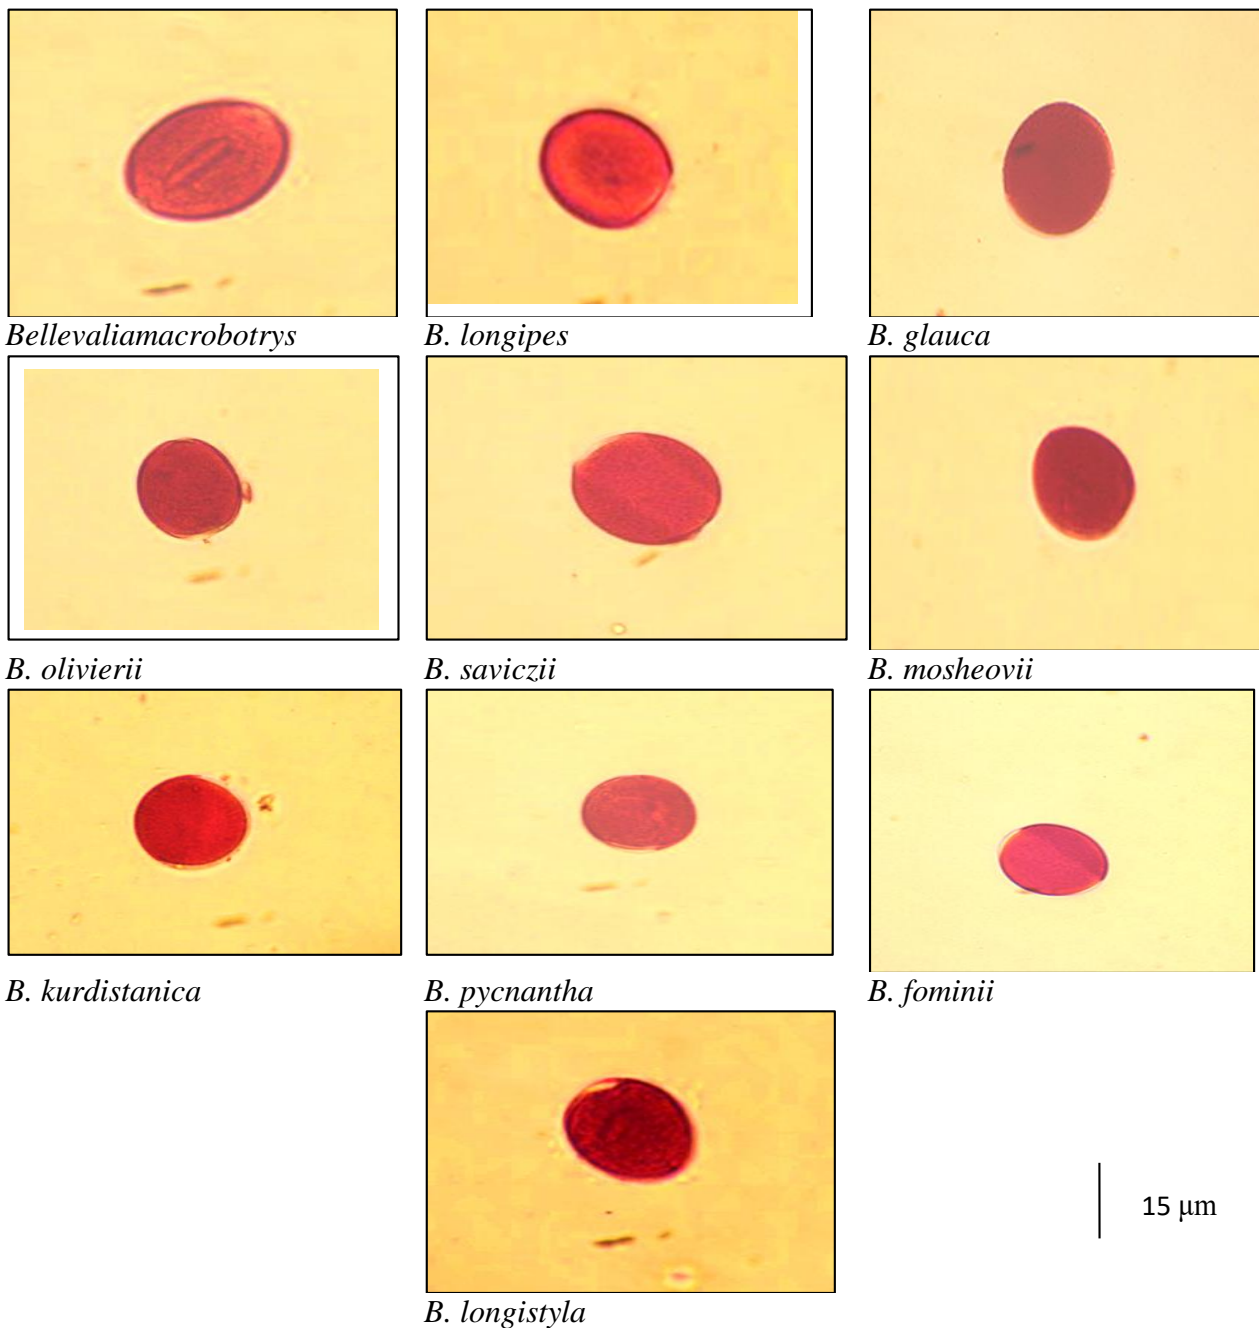 Bellevaliamacrobotrys
B. longipes
B. glauca
B. olivierii
B. saviczii
B. mosheovii
B. kurdistanica
B. pycnantha
B. fominii
15 μm
B. longistyla